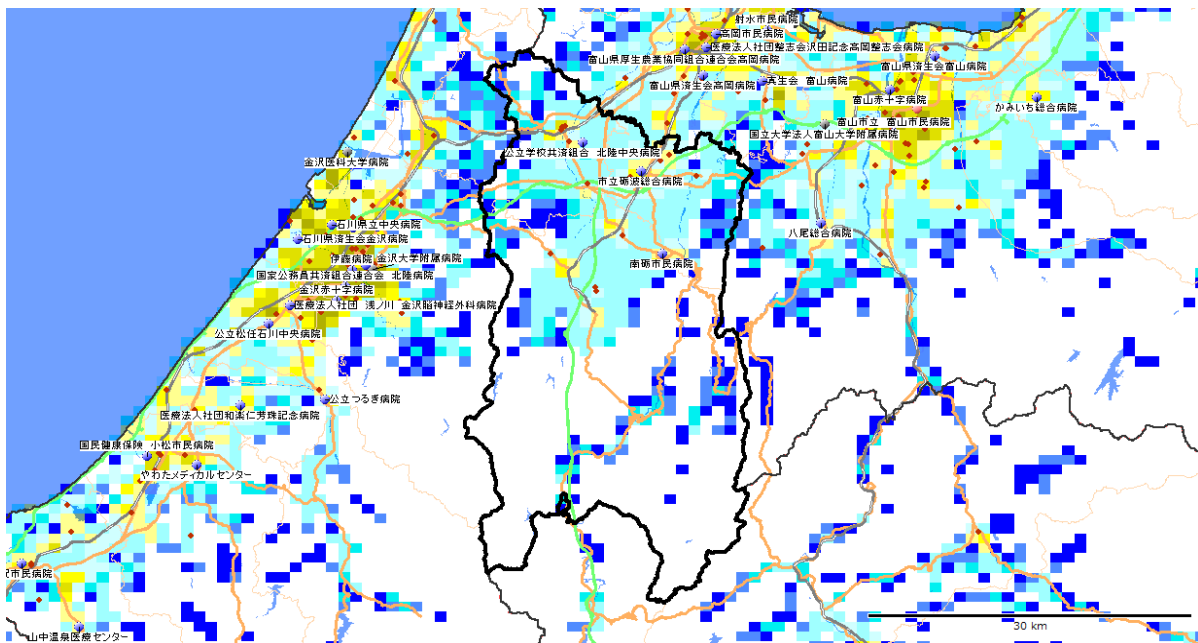 射水市民病院
高岡市民病院
医療法人社団整志会沢田記念高岡整志会病院
富山県厚生農業協同組合連合会高岡病院
富山県済生会富山病院
富山県済生会高岡病院
真生会 富山病院
富山赤十字病院
かみいち総合病院
富山市立 富山市民病院
国立大学法人富山大学附属病院
公立学校共済組合 北陸中央病院
金沢医科大学病院
市立砺波総合病院
石川県立中央病院
八尾総合病院
石川県済生会金沢病院
伊藤病院
金沢大学附属病院
南砺市民病院
国家公務員共済組合連合会 北陸病院
金沢赤十字病院
医療法人社団 浅ノ川 金沢脳神経外科病院
公立松任石川中央病院
公立つるぎ病院
医療法人社団和楽仁芳珠記念病院
国民健康保険 小松市民病院
やわたメディカルセンター
市民病院
山中温泉医療センター
30 km